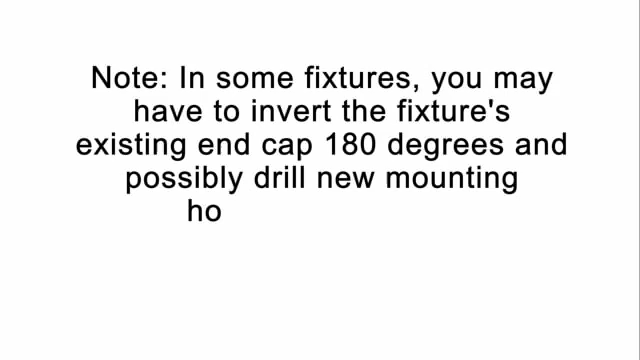 Note: In some fixtures, you may
have to invert the fixture's
existing end cap 180 degrees and
possibly drill new mounting
ho